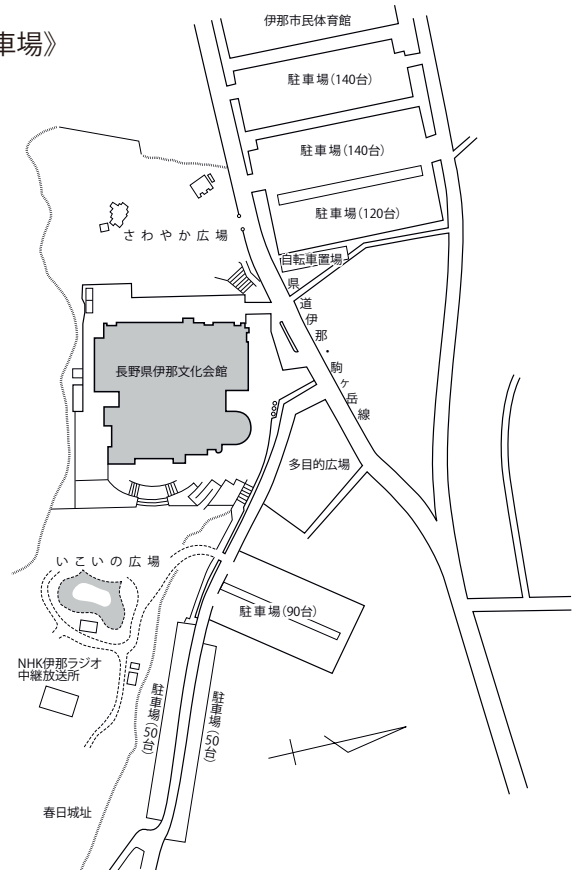 車場》
伊那市民体育館
駐車場(140台)
駐車場(140台)
駐車場(120台)
さわやか広場
自転車置場
県道伊那・駒ヶ岳線
長野県伊那文化会館
多目的広場
いこいの広場
駐車場(90台)
NHK伊那ラジオ
中継放送所
駐車場(50台)
駐車場(50台)
春日城址